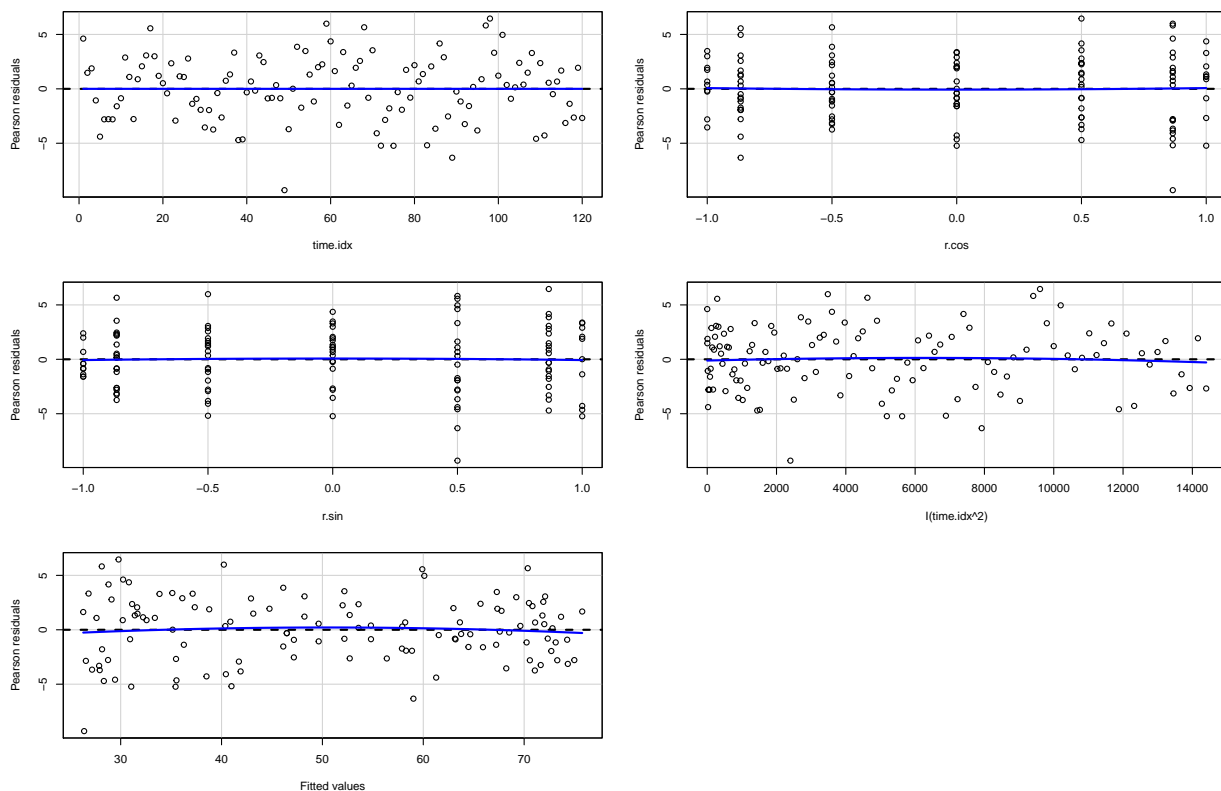 5
0
−5
Pearson residuals
0 20 40 60 80 100 120
time.idx
5
0
−5
Pearson residuals
−1.0 −0.5 0.0 0.5 1.0
r.cos
5
0
−5
Pearson residuals
−1.0 −0.5 0.0 0.5 1.0
r.sin
5
0
−5
Pearson residuals
0 2000 4000 6000 8000 10000 12000 14000
I(time.idx^2)
5
0
−5
Pearson residuals
30 40 50 60 70
Fitted values